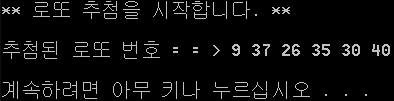 ** 로또 추첨을 시작합니다. **
추첨된 로또 번호 = = > 9 37 26 35 30 40
계속하려면 아무 키나 누르십시오 . . .